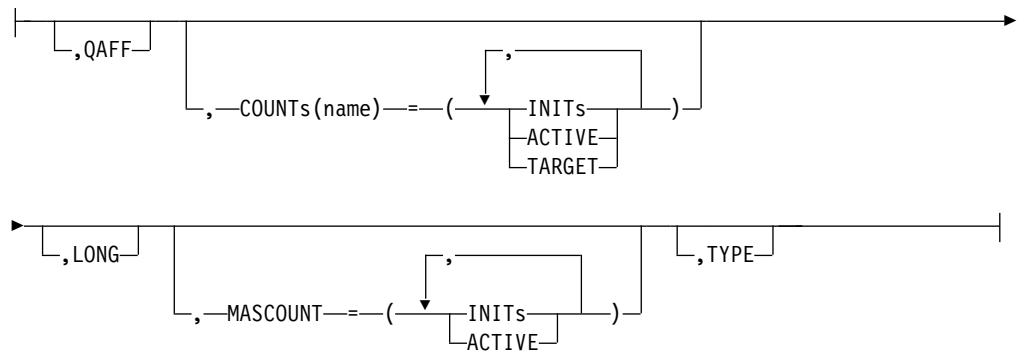 ,QAFF
,
, COUNTs(name) = ( INITs )
ACTIVE
TARGET
,LONG ,TYPE
,
, MASCOUNT = ( INITs )
ACTIVE